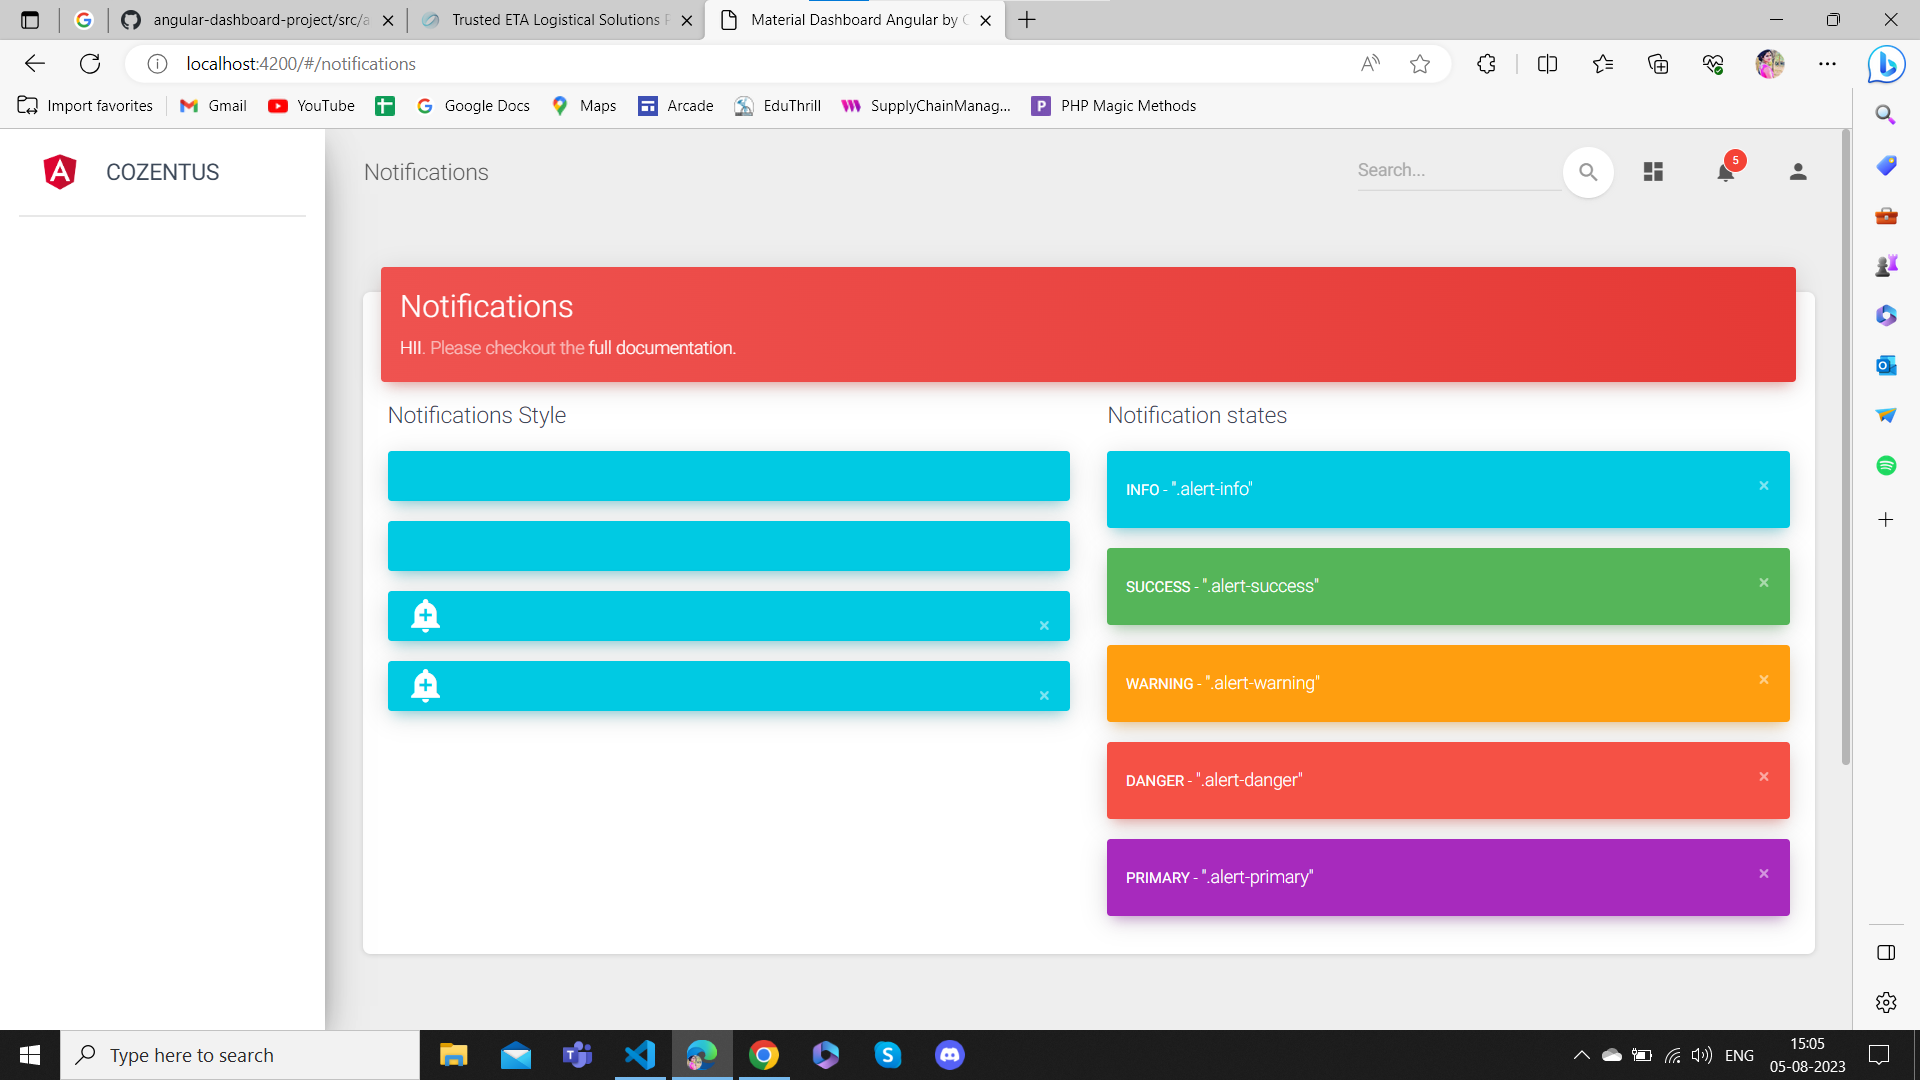 angular-dashboard-project/src/a
Trusted ETA Logistical Solutions P
Material Dashboard Angular by C
localhost:4200/#/notifications
Import favorites
Gmail
YouTube
Google Docs
Maps
Arcade
EduThrill
SupplyChainManag...
PHP Magic Methods
COZENTUS
Notifications
Search...
5
Notifications
HII. Please checkout the full documentation.
Notifications Style
Notification states
INFO - ".alert-info"
SUCCESS - ".alert-success"
WARNING - ".alert-warning"
DANGER - ".alert-danger"
PRIMARY - ".alert-primary"
Type here to search
ENG
15:05
05-08-2023